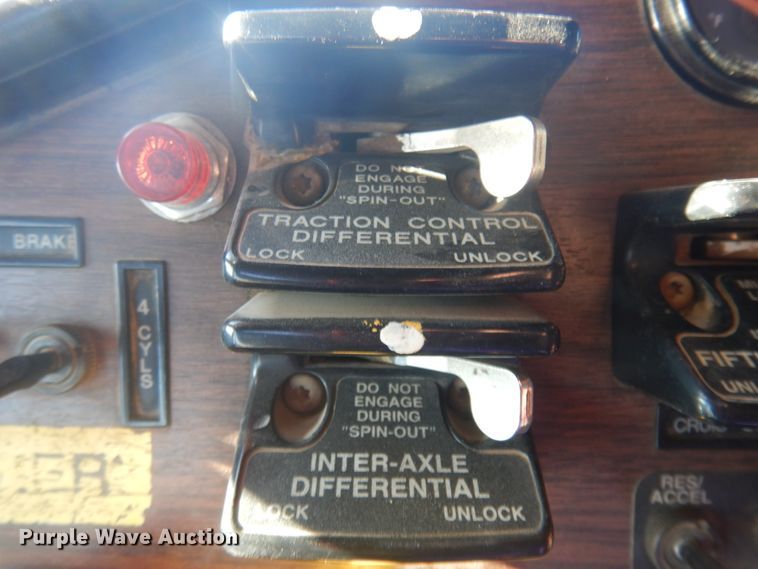 DO NOT
ENGAGE
DURING
"SPIN-OUT"
TRACTION CONTROL
DIFFERENTIAL
LOCK UNLOCK
BRAKE
4 CYLS
DO NOT
ENGAGE
DURING
"SPIN-OUT"
INTER-AXLE
DIFFERENTIAL
LOCK UNLOCK
RES/
ACCEL
Purple Wave Auction